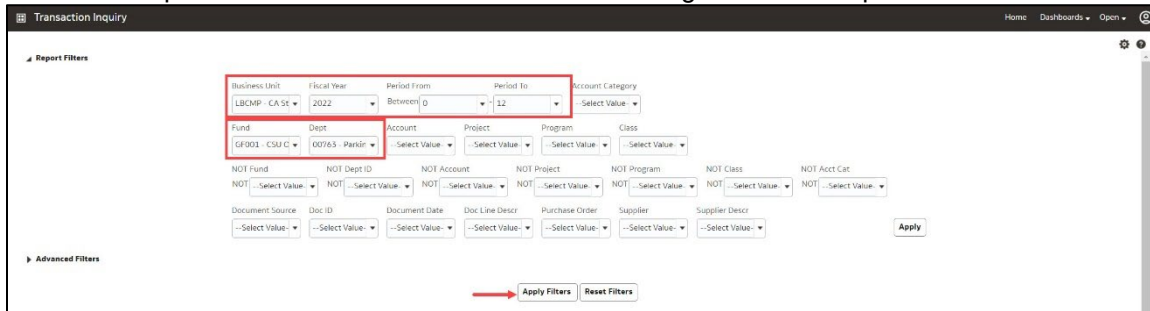 Transaction Inquiry Home Dashboards Open
Report Filters
Business Unit Fiscal Year Period From Period To Account Category
LBCMP - CA St 2022 Between 0 - 12 --Select Value-
Fund Dept Account Project Program Class
GF001 - CSU C 00765 - Parkin --Select Value- --Select Value- --Select Value- --Select Value-
NOT Fund NOT Dept ID NOT Account NOT Project NOT Program NOT Class NOT Acct Cat
NOT --Select Value- NOT --Select Value- NOT --Select Value- NOT --Select Value- NOT --Select Value- NOT --Select Value- NOT --Select Value-
Document Source Doc ID Document Date Doc Line Descr Purchase Order Supplier Supplier Descr
--Select Value- --Select Value- --Select Value- --Select Value- --Select Value- --Select Value- --Select Value- Apply
Advanced Filters
Apply Filters Reset Filters